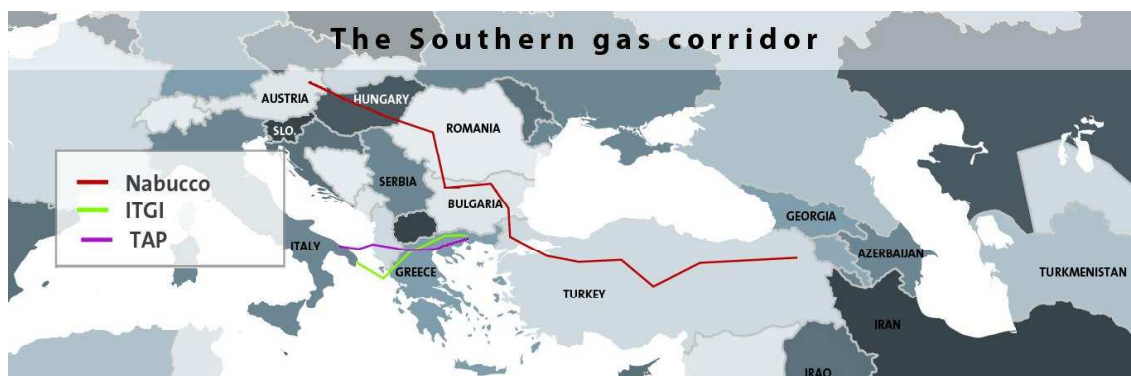 The Southern gas corridor
AUSTRIA
HUNGARY
SLO.
ROMANIA
Nabucco
ITGI
TAP
SERBIA
BULGARIA
ITALY
GREECE
TURKEY
GEORGIA
AZERBAIJAN
TURKMENISTAN
IRAN
IRAQ